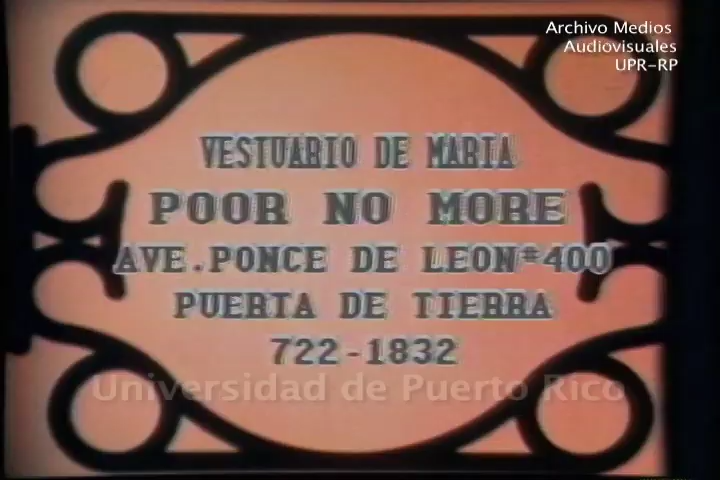 Archivo Medios
Audiovisuales
UPR-RP
VESTUARIO DE MARIA
POOR NO MORE
AVE.PONCE DE LEON#400
PUERTA DE TIERRA
722-1832
Universidad de Puerto Rico